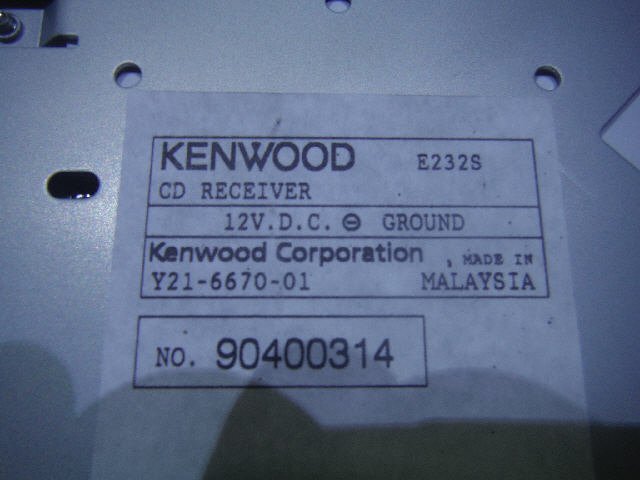 KENWOOD E232S
CD RECEIVER
12V.D.C. ⊖ GROUND
Kenwood Corporation , MADE IN
Y21-6670-01 MALAYSIA
NO. 90400314